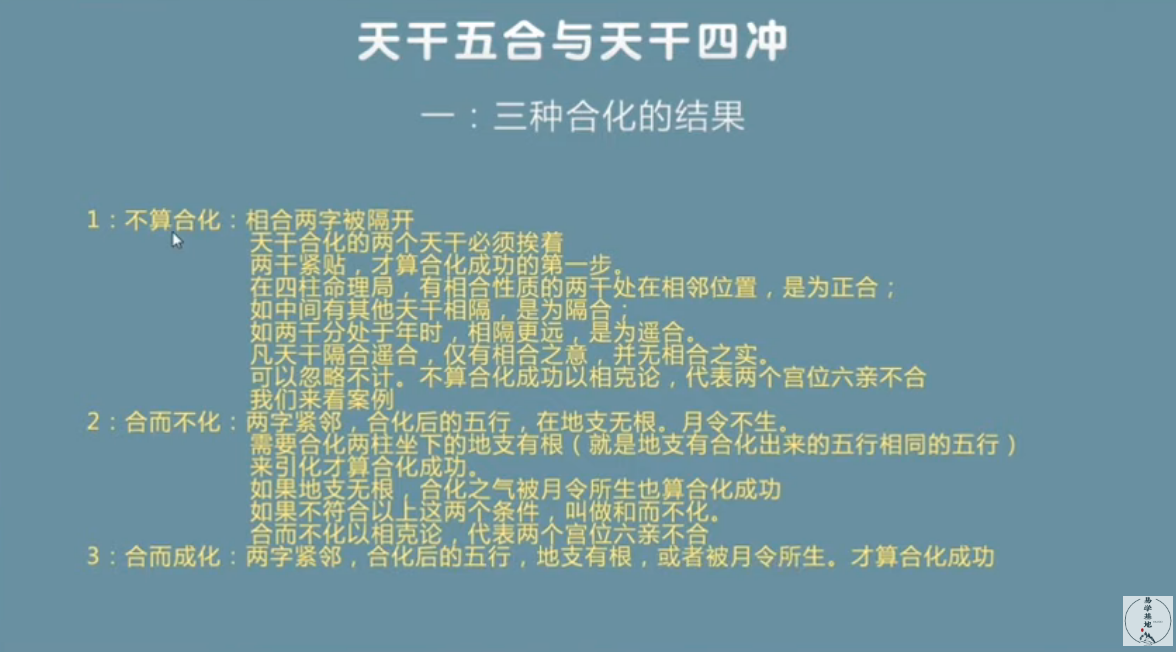 天干五合与天干四冲
一：三种合化的结果
1：不算合化：相合两字被隔开
天干合化的两个天干必须挨着
两干紧贴，才算合化成功的第一步。
在四柱命理局，有相合性质的两干处在相邻位置，是为正合；
如中间有其他天干相隔，是为隔合；
如两干分处于年时，相隔更远，是为遥合。
凡天干隔合遥合，仅有相合之意，并无相合之实。
可以忽略不计。不算合化成功以相克论，代表两个宫位六亲不合
我们来看案例
2：合而不化：两字紧邻，合化后的五行，在地支无根。月令不生。
需要合化两柱坐下的地支有根（就是地支有合化出来的五行相同的五行）
来引化才算合化成功。
如果地支无根，合化之气被月令所生也算合化成功
如果不符合以上这两个条件，叫做和而不化。
合而不化以相克论，代表两个宫位六亲不合
3：合而成化：两字紧邻，合化后的五行，地支有根，或者被月令所生。才算合化成功
易学基地